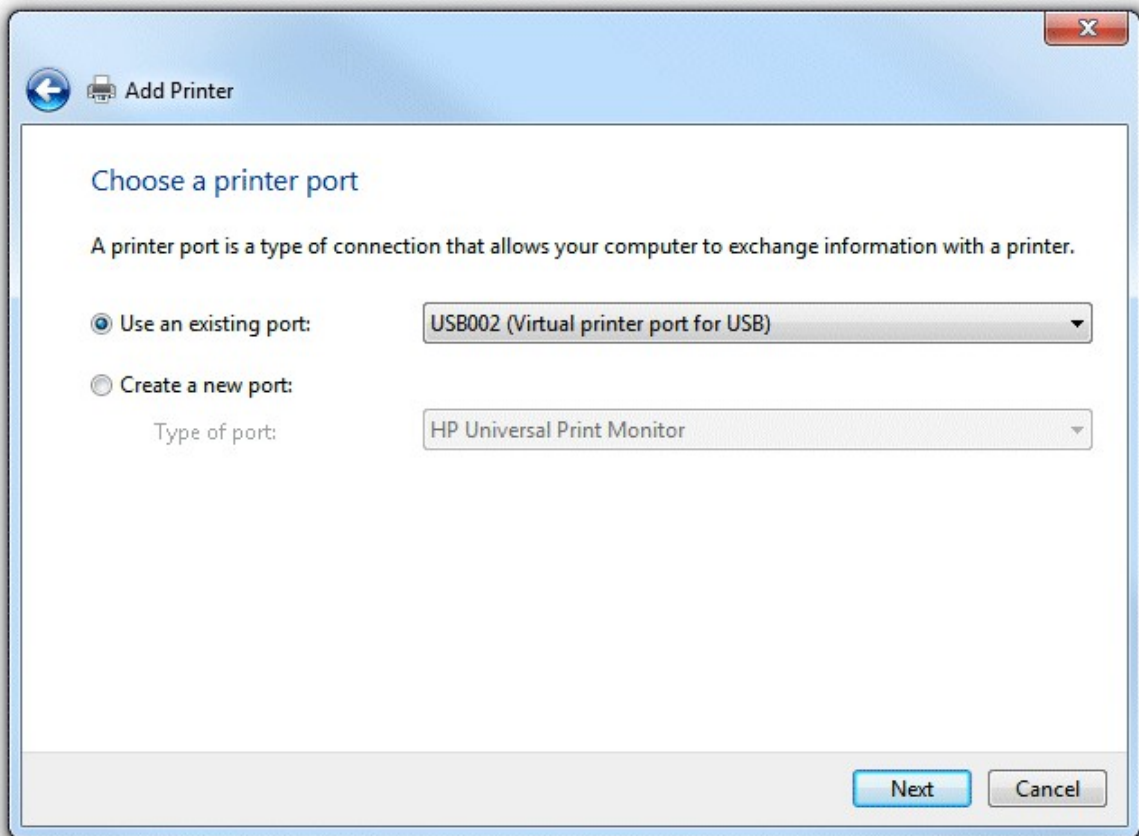 Add Printer
Choose a printer port
A printer port is a type of connection that allows your computer to exchange information with a printer.
Use an existing port: USB002 (Virtual printer port for USB)
Create a new port:
Type of port: HP Universal Print Monitor
Next Cancel